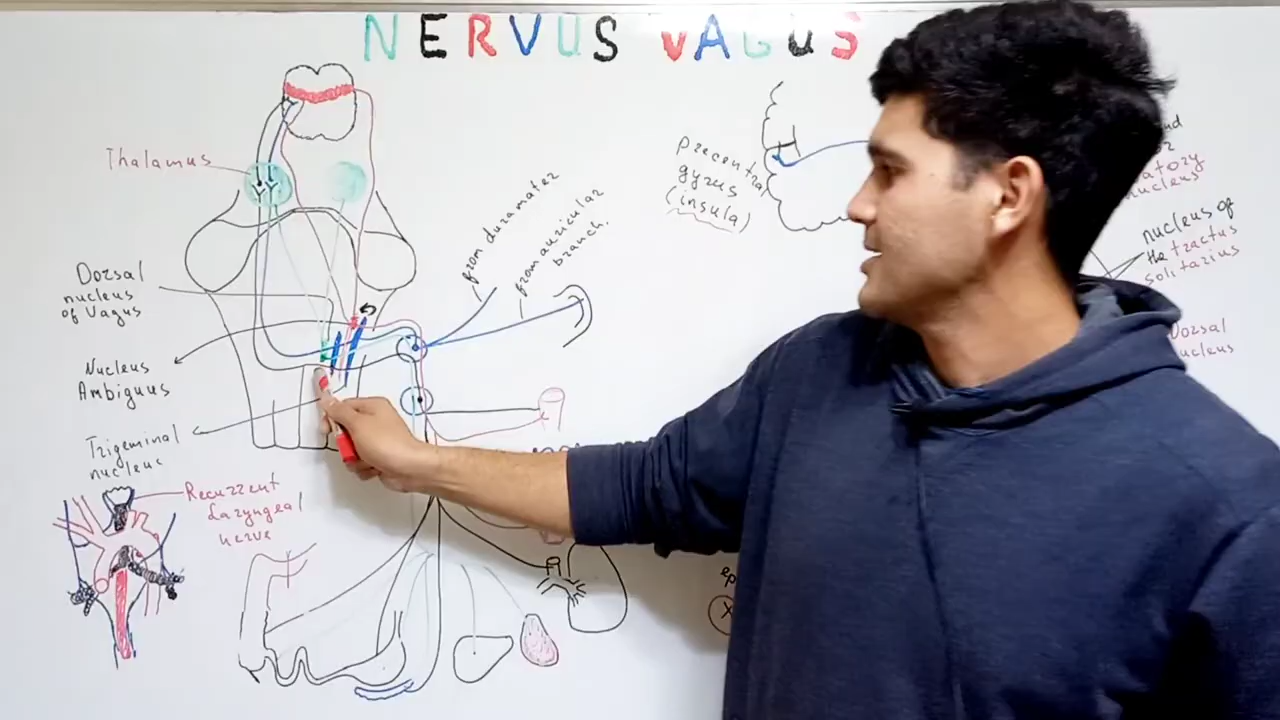 NERVUS VAGUS
Thalamus
Dorsal
nucleus
of Vagus
Nucleus
Ambiguus
Trigeminal
nucleuc
Recurrent
Laryngeal
nerve
from duramater
from auricular
branch.
precentral
gyrus
(insula)
nucleus
nucleus of
the tractus
solitarius
Dorsal